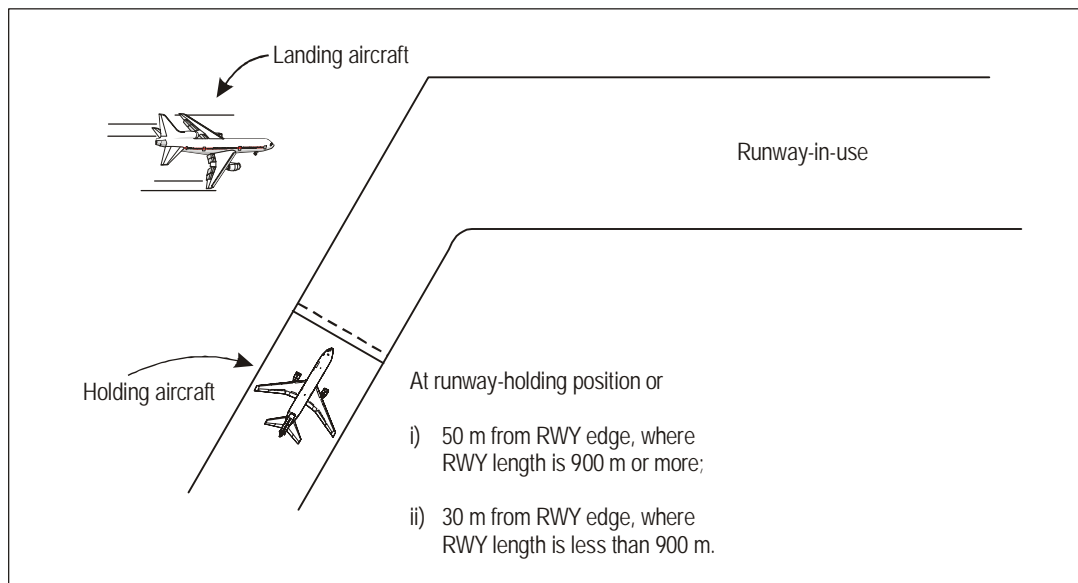 Landing aircraft
Runway-in-use
Holding aircraft
At runway-holding position or
i) 50 m from RWY edge, where
RWY length is 900 m or more;
ii) 30 m from RWY edge, where
RWY length is less than 900 m.